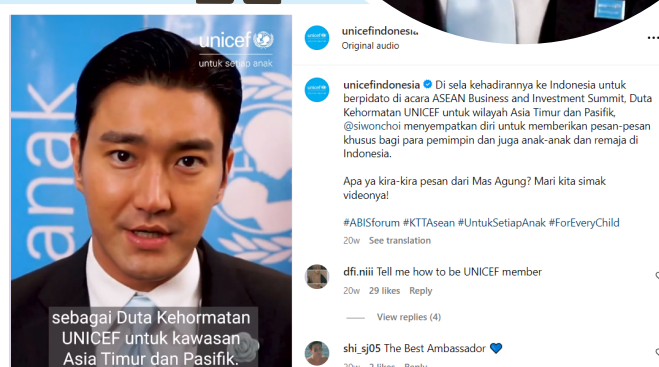 unicef
untuk setiap anak
anak
sebagai Duta Kehormatan
UNICEF untuk kawasan
Asia Timur dan Pasifik.
unicefindonesia
Original audio
unicefindonesia Di sela kehadirannya ke Indonesia untuk
berpidato di acara ASEAN Business and Investment Summit, Duta
Kehormatan UNICEF untuk wilayah Asia Timur dan Pasifik,
@siwonchoi menyempatkan diri untuk memberikan pesan-pesan
khusus bagi para pemimpin dan juga anak-anak dan remaja di
Indonesia.
Apa ya kira-kira pesan dari Mas Agung? Mari kita simak
videonya!
#ABISforum #KTTAsean #UntukSetiapAnak #ForEveryChild
20w See translation
dfi.niii Tell me how to be UNICEF member
20w 29 likes Reply
View replies (4)
shi_sj05 The Best Ambassador 💙
20w 2 likes Reply